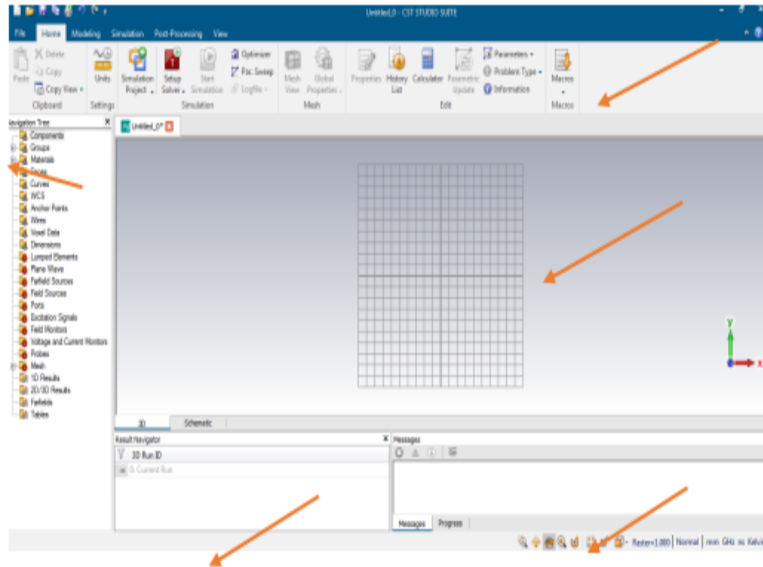 Untitled_0 - CST STUDIO SUITE
File Home Modeling Simulation Post-Processing View
Paste
Delete
Copy
Copy View
Clipboard
Units
Settings
Simulation Project
Setup Solver
Start Simulation
Optimizer
Par. Sweep
Logfile
Simulation
Mesh View
Global Properties
Mesh
Properties
History List
Calculator
Parametric Update
Parameters
Problem Type
Information
Edit
Macros
Macros
Navigation Tree
Untitled_0*
Components
Groups
Materials
Faces
Curves
WCS
Anchor Points
Wires
Voxel Data
Dimensions
Lumped Elements
Plane Wave
Farfield Sources
Field Sources
Ports
Excitation Signals
Field Monitors
Voltage and Current Monitors
Probes
Mesh
1D Results
2D/3D Results
Farfields
Tables
y
x
3D Schematic
Result Navigator
3D Run ID
0: Current Run
Messages
Messages Progress
Raster=1.000 Normal mm GHz ns Kelvin